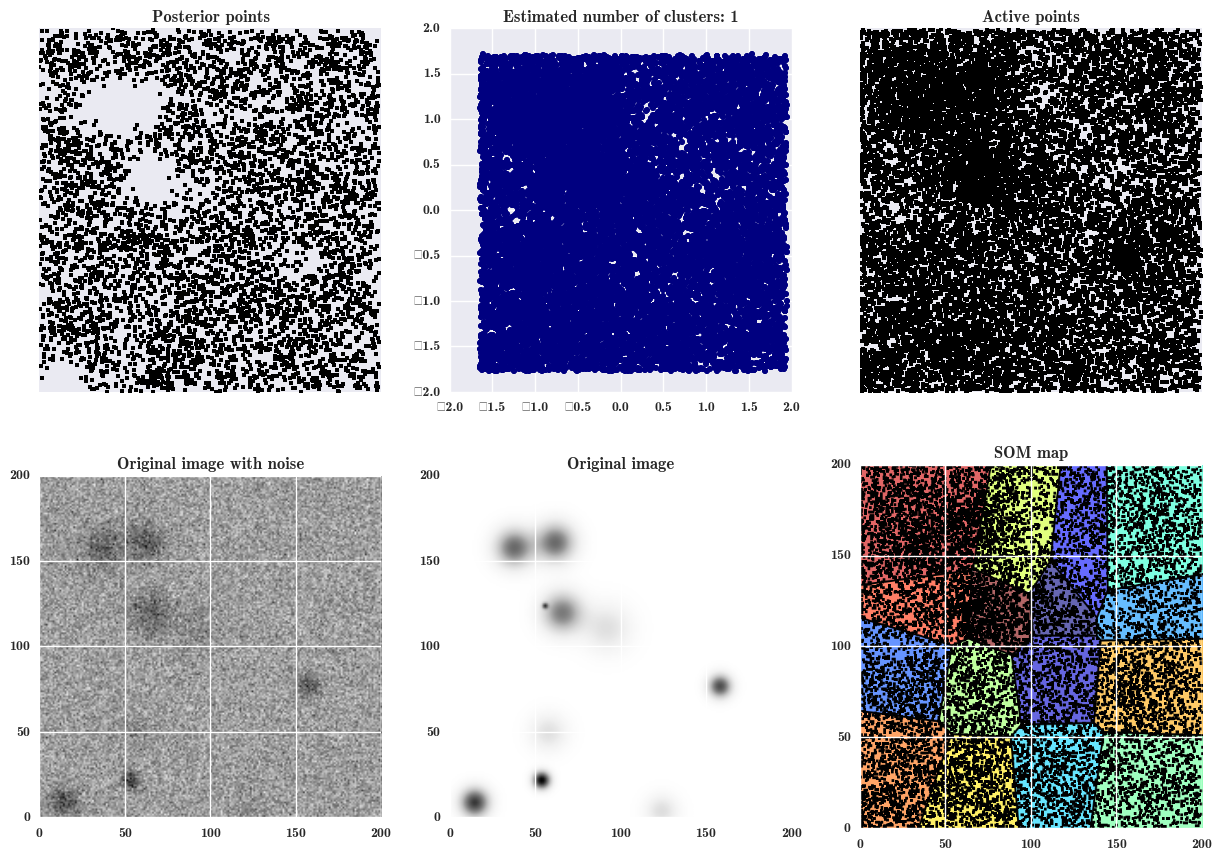 Posterior points
Estimated number of clusters: 1
Active points
2.0
1.5
1.0
0.5
0.0
□0.5
□1.0
□1.5
□2.0
□2.0 □1.5 □1.0 □0.5 0.0 0.5 1.0 1.5 2.0
Original image with noise
200
150
100
50
0
0 50 100 150 200
Original image
200
150
100
50
0
0 50 100 150 200
SOM map
200
150
100
50
0
0 50 100 150 200